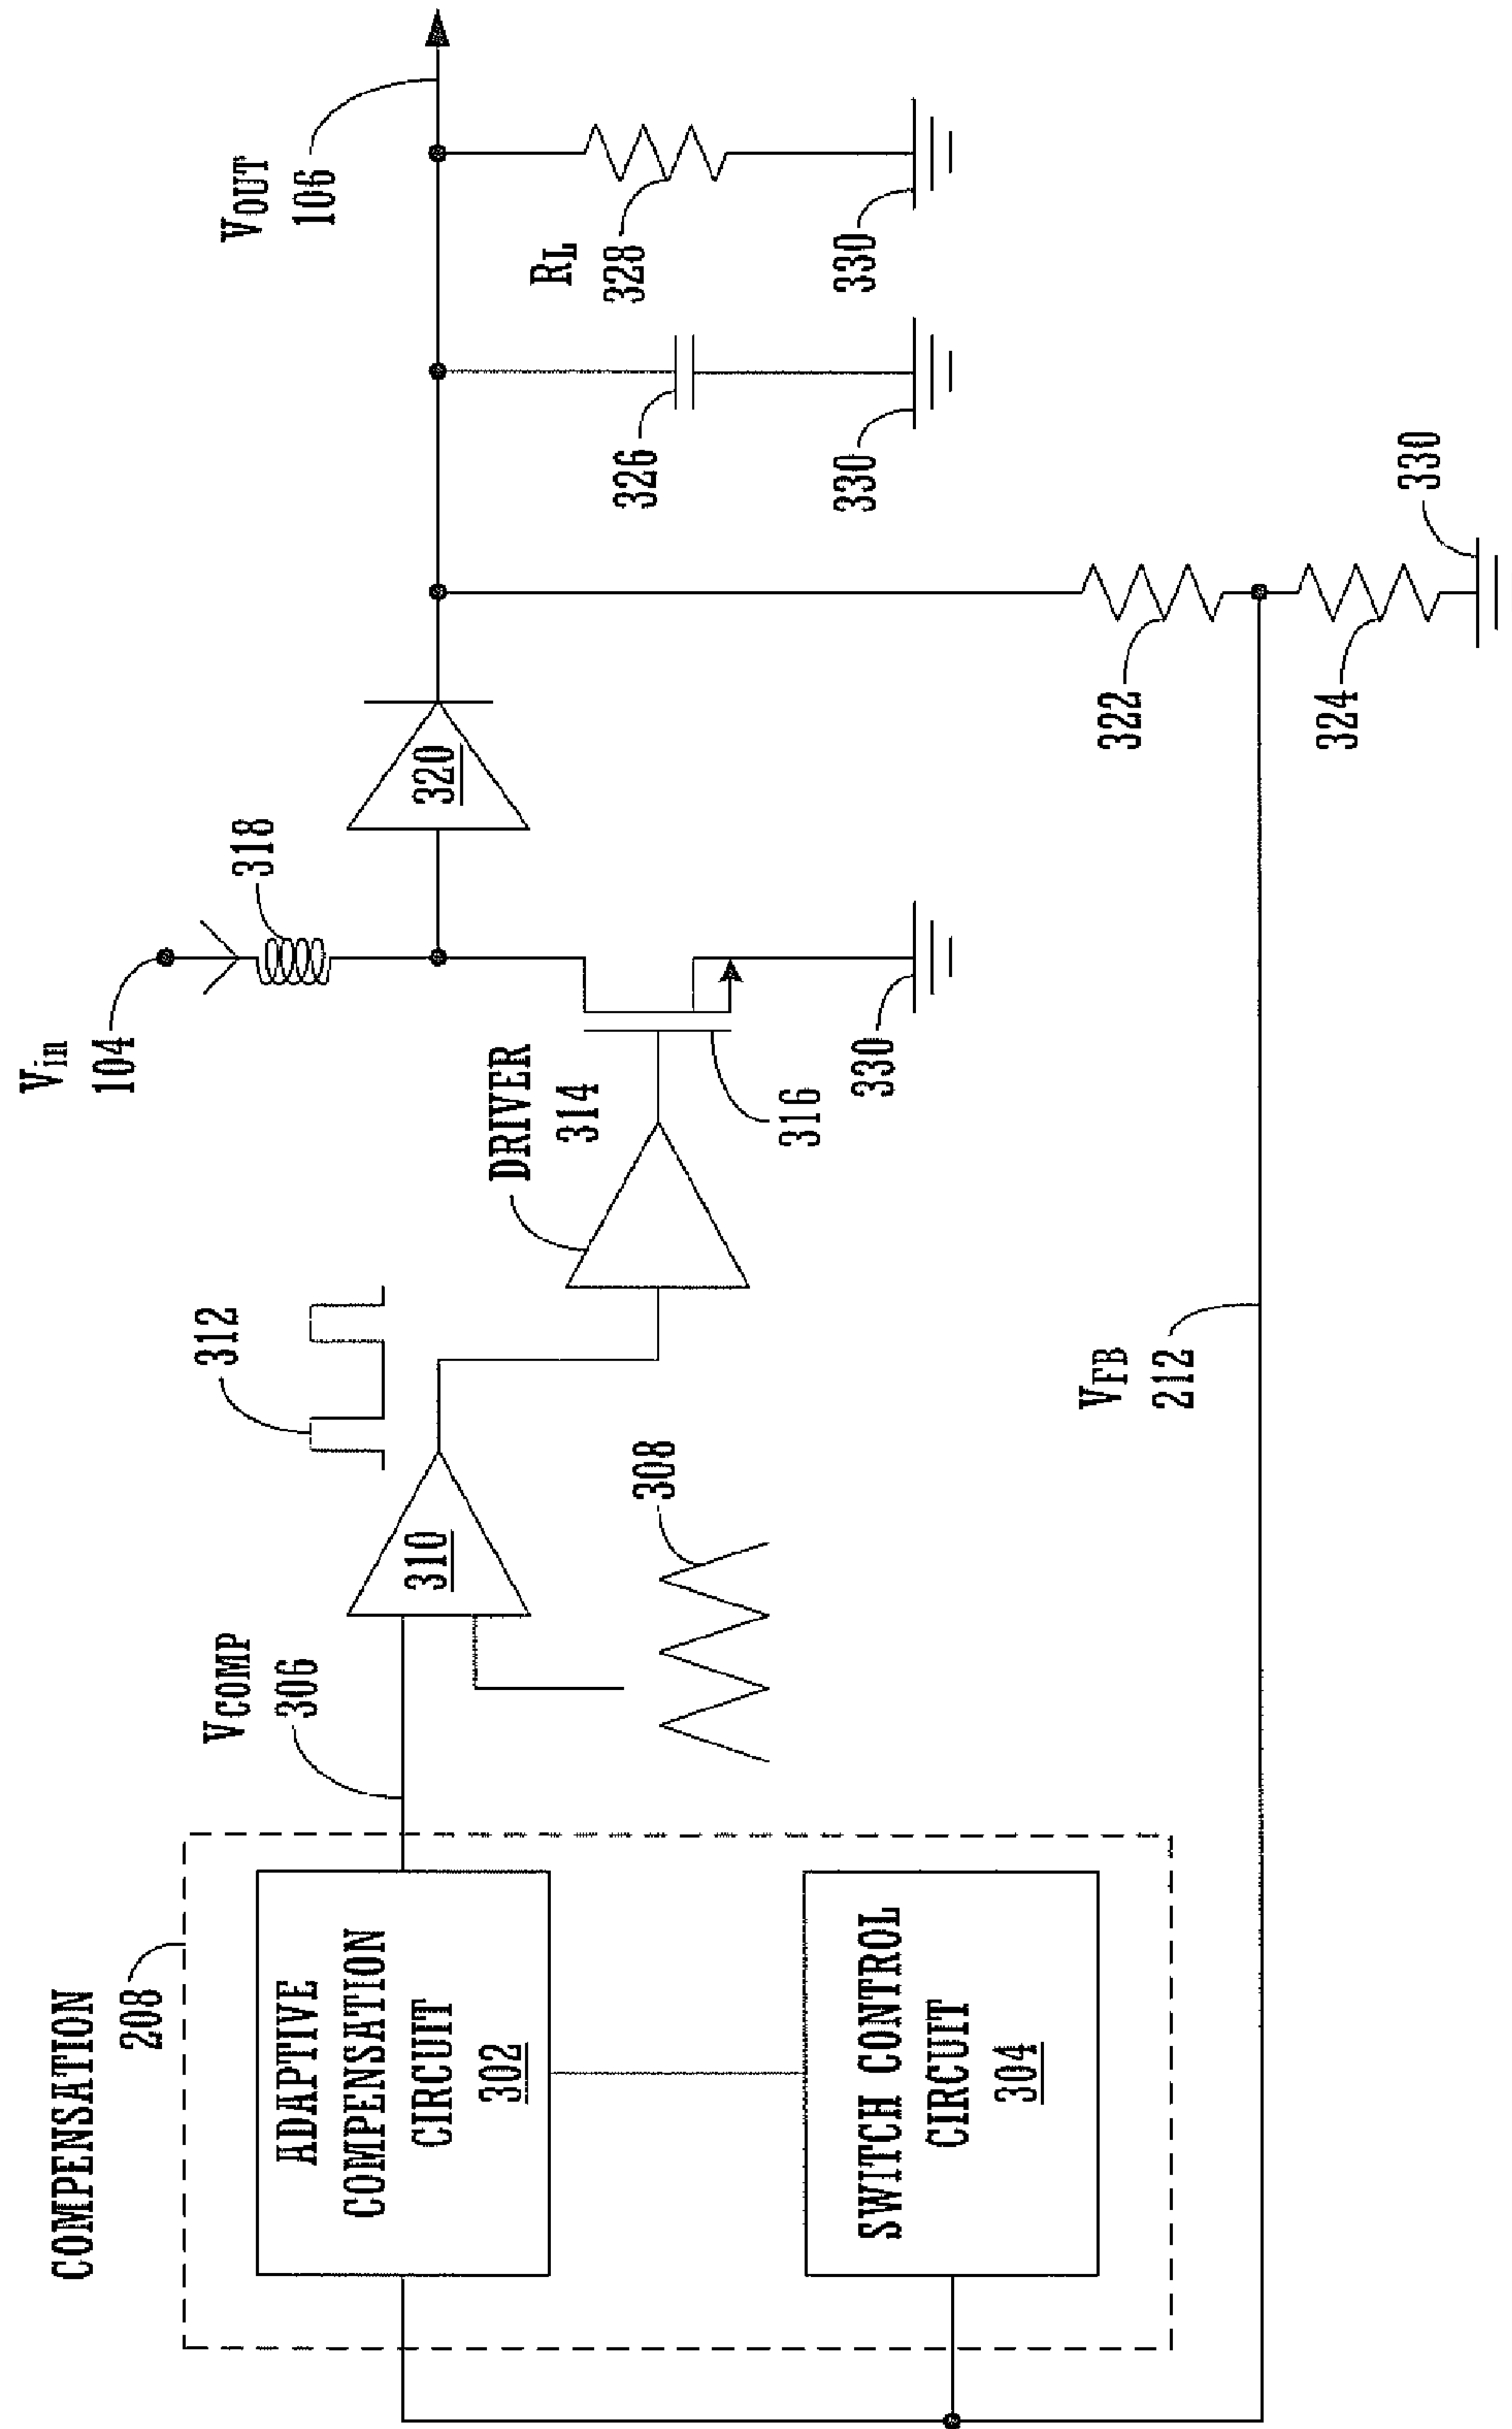 COMPENSATION
208
ADAPTIVE
COMPENSATION
CIRCUIT
302
SWITCH CONTROL
CIRCUIT
304
VCOMP
306
310
308
312
DRIVER
314
316
Vin
104
318
320
330
VOUT
106
RL
328
330
326
330
322
324
330
VFB
212